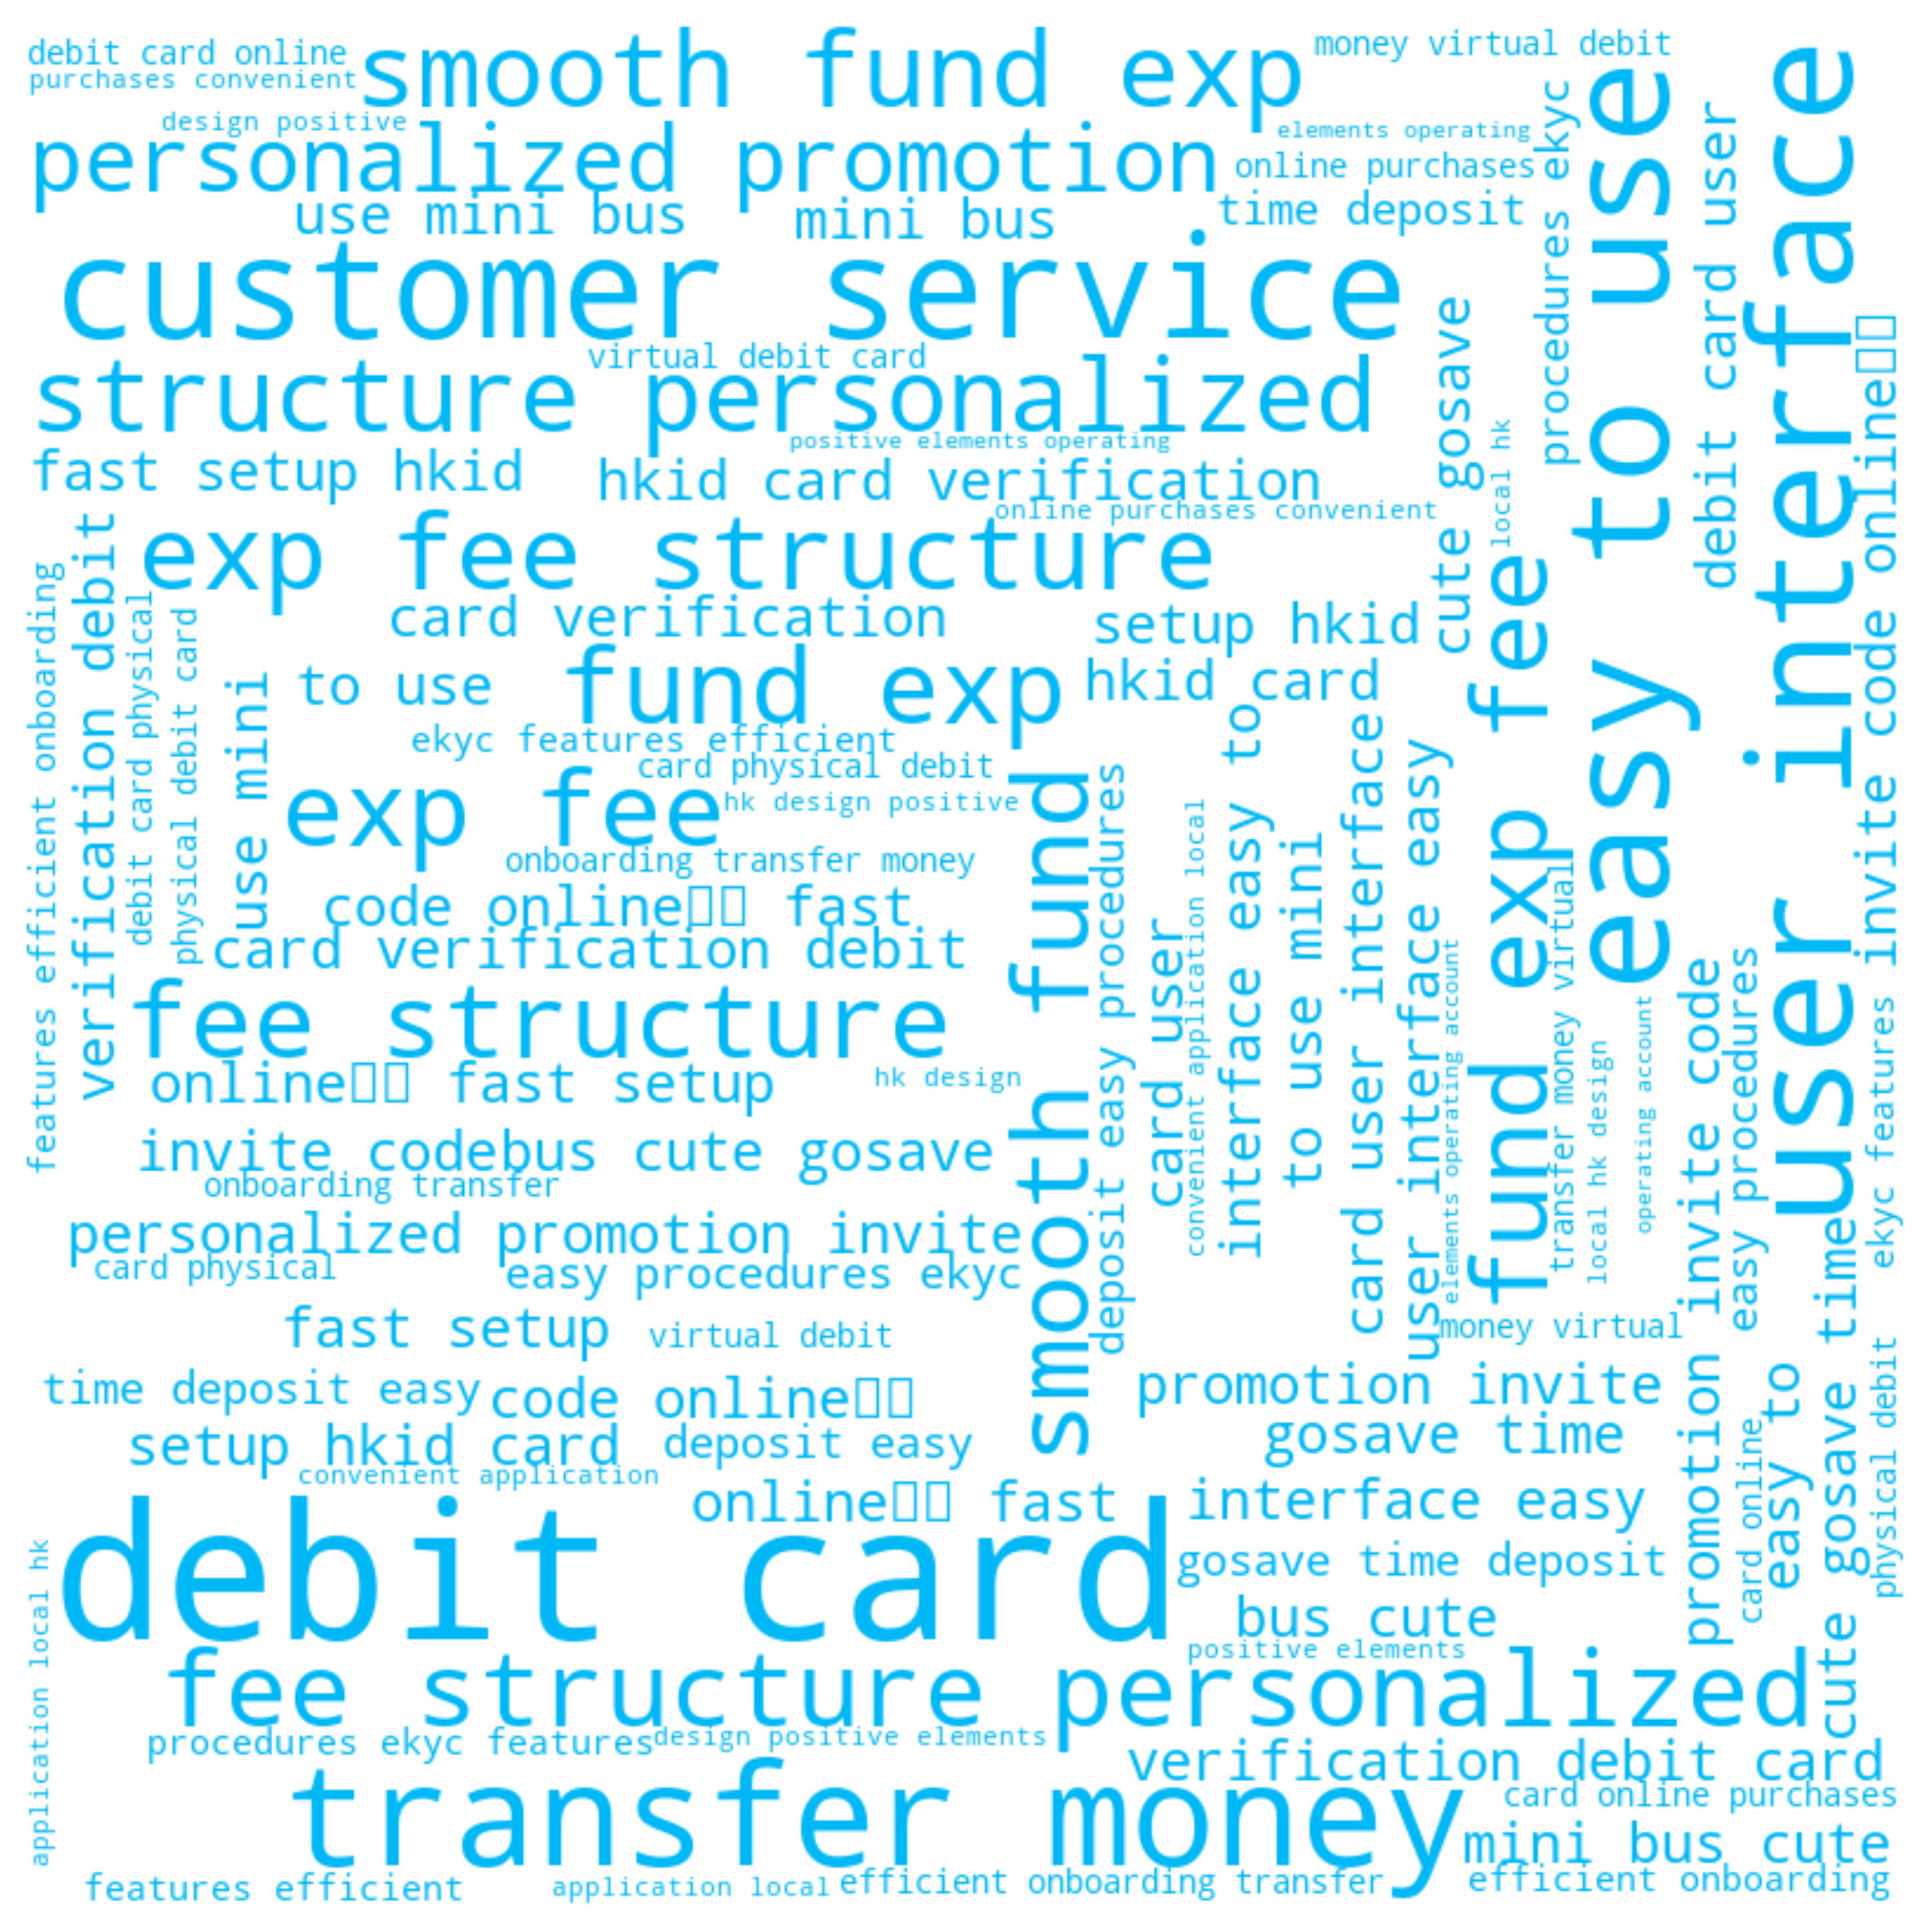 debit card online
smooth fund exp
money virtual debit
purchases convenient
design positive
elements operating
personalized promotion
online purchases
use mini bus
mini bus
time deposit
customer service
virtual debit card
structure personalized
positive elements operating
fast setup hkid
hkid card verification
online purchases convenient
exp fee structure
card verification
setup hkid
to use
fund exp
hkid card
ekyc features efficient
card physical debit
exp fee
hk design positive
onboarding transfer money
code online□□ fast
card verification debit
fee structure
online□□ fast setup
hk design
invite code
bus cute gosave
onboarding transfer
personalized promotion invite
card physical
easy procedures ekyc
fast setup
virtual debit
money virtual
time deposit easy
code online□□
promotion invite
setup hkid card
deposit easy
gosave time
convenient application
online□□ fast
interface easy
debit card
gosave time deposit
bus cute
positive elements
fee structure personalized
procedures ekyc features
design positive elements
verification debit card
transfer money
card online purchases
mini bus cute
features efficient
application local
efficient onboarding transfer
efficient onboarding
features efficient onboarding
application local hk
verification debit
debit card physical
physical debit card
use mini
smooth fund
deposit easy procedures
card user
convenient application local
interface easy to
to use mini
card user interface
user interface easy
cute gosave
elements operating account
local hk
fund exp fee
procedures ekyc
transfer money virtual
local hk design
easy to use
operating account
debit card user
promotion invite code
easy procedures
card online
easy to
user interface
cute gosave time
invite code online□□
ekyc features
physical debit